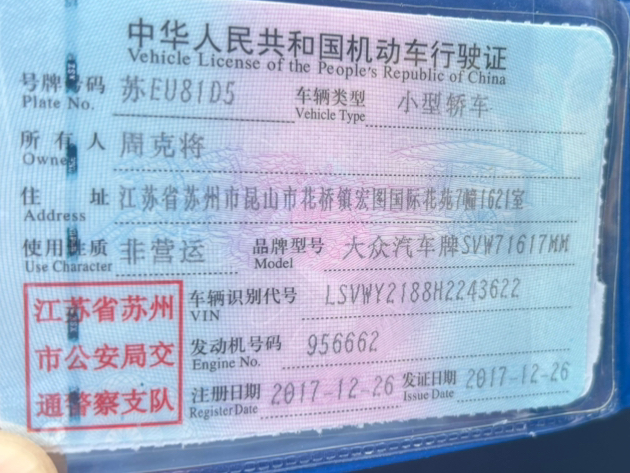 中华人民共和国机动车行驶证
Vehicle License of the People's Republic of China
号牌号码 苏EU81D5 车辆类型 小型轿车
Plate No. Vehicle Type
所有人 周克将
Owner
住址 江苏省苏州市昆山市花桥镇宏图国际花苑7幢1621室
Address
使用性质 非营运 品牌型号 大众汽车牌SVW71617MM
Use Character Model
江苏省苏州 车辆识别代号 LSVWY2188H2243622
VIN
市公安局交 发动机号码 956662
Engine No.
通警察支队 注册日期 2017-12-26 发证日期 2017-12-26
Register Date Issue Date